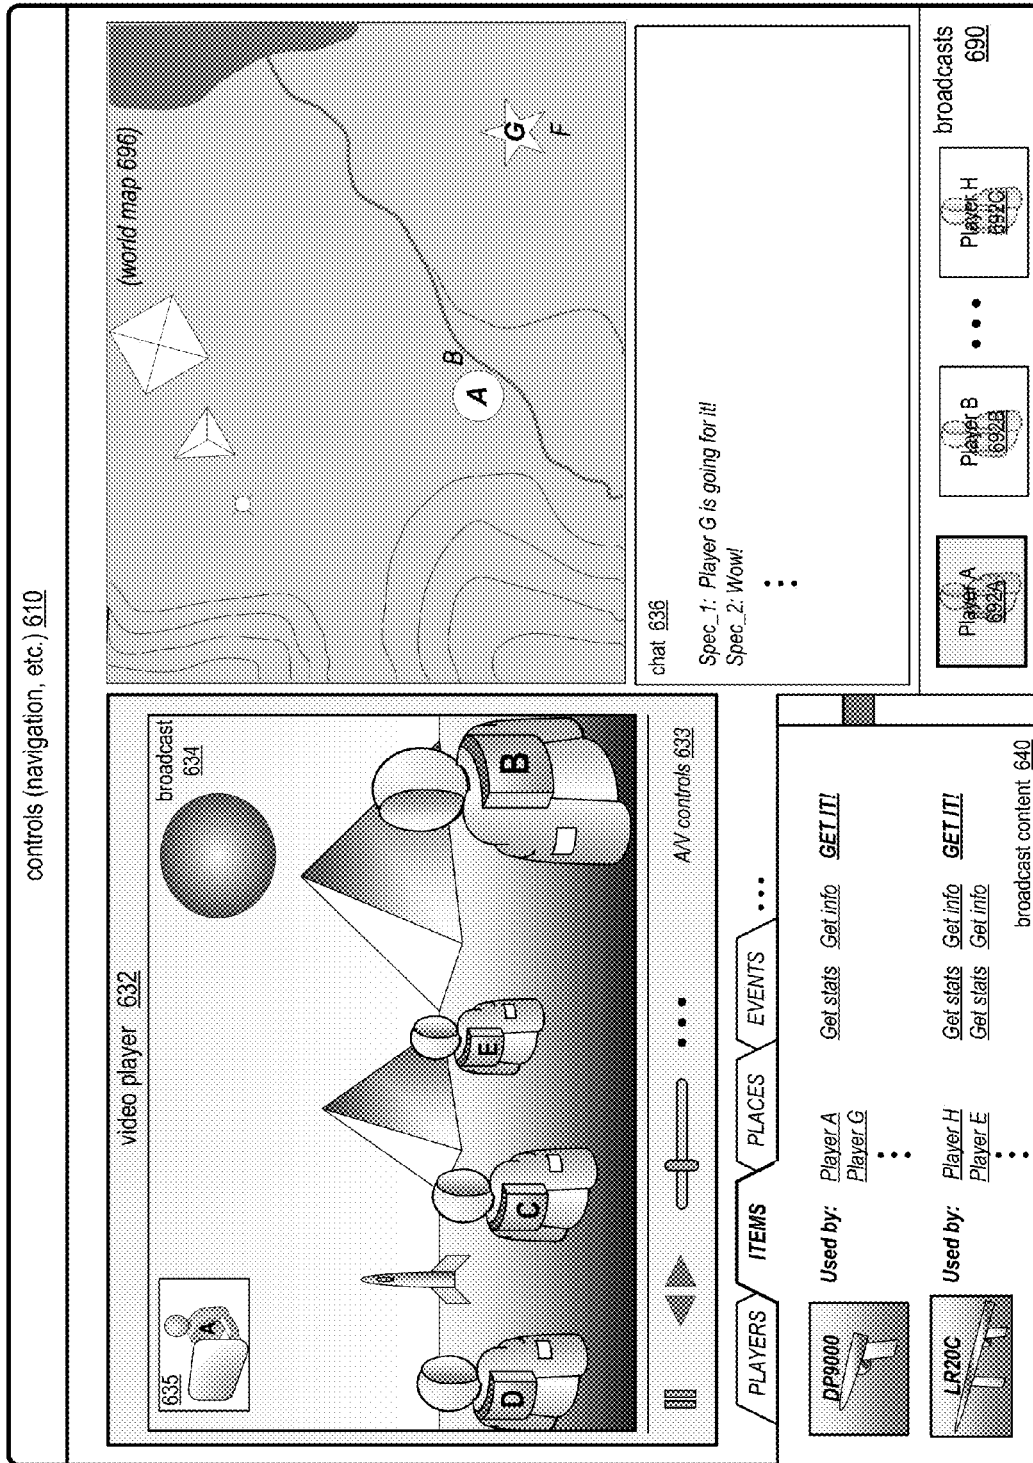 controls (navigation, etc.) 610
video player 632
635
A
broadcast
634
D
C
E
B
A/V controls 633
(world map 696)
A
B
G
F
chat 636
Spec_1: Player G is going for it!
Spec_2: Wow!
PLAYERS
ITEMS
PLACES
EVENTS
DP9000
Used by:
Player A
Get stats
Get info
GET IT!
Player G
LR20C
Used by:
Player H
Get stats
Get info
GET IT!
Player E
Get stats
Get info
broadcast content 640
Player A
692A
Player B
692B
Player H
692C
broadcasts
690